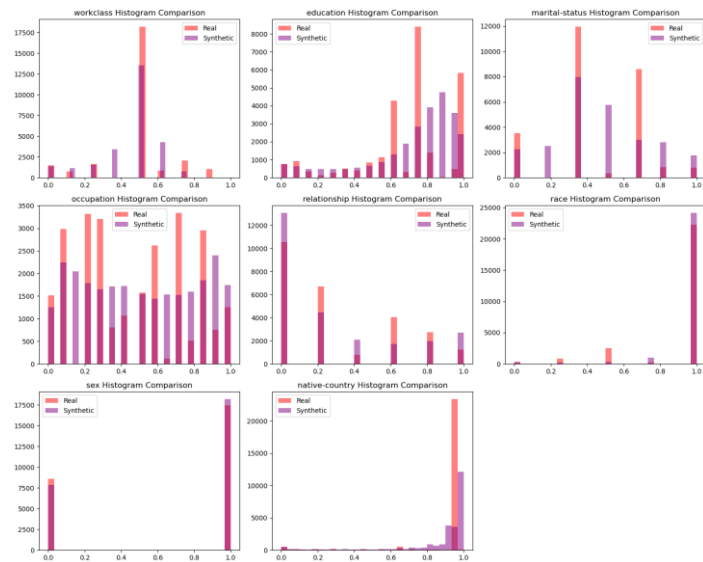 workclass Histogram Comparison
17500
15000
12500
10000
7500
5000
2500
0
0.0 0.2 0.4 0.6 0.8 1.0
Real
Synthetic
education Histogram Comparison
8000
7000
6000
5000
4000
3000
2000
1000
0
0.0 0.2 0.4 0.6 0.8 1.0
Real
Synthetic
marital-status Histogram Comparison
12000
10000
8000
6000
4000
2000
0
0.0 0.2 0.4 0.6 0.8 1.0
Real
Synthetic
occupation Histogram Comparison
3500
3000
2500
2000
1500
1000
500
0
0.0 0.2 0.4 0.6 0.8 1.0
Real
Synthetic
relationship Histogram Comparison
12000
10000
8000
6000
4000
2000
0
0.0 0.2 0.4 0.6 0.8 1.0
Real
Synthetic
race Histogram Comparison
25000
20000
15000
10000
5000
0
0.0 0.2 0.4 0.6 0.8 1.0
Real
Synthetic
sex Histogram Comparison
17500
15000
12500
10000
7500
5000
2500
0
0.0 0.2 0.4 0.6 0.8 1.0
Real
Synthetic
native-country Histogram Comparison
20000
15000
10000
5000
0
0.0 0.2 0.4 0.6 0.8 1.0
Real
Synthetic